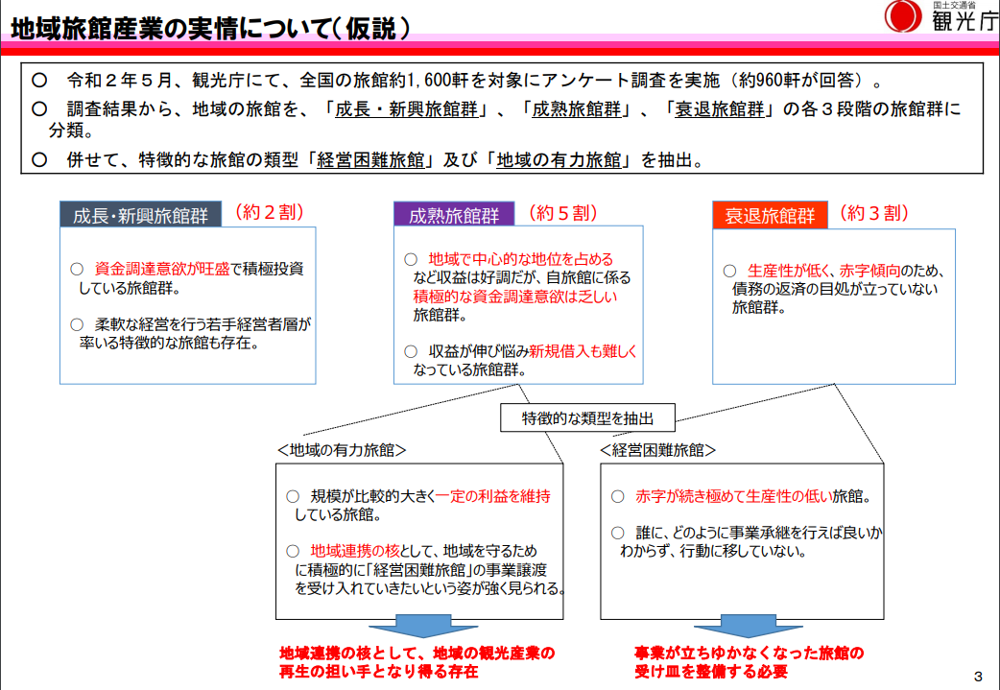 地域旅館産業の実情について(仮説)
国土交通省
観光庁
○ 令和2年5月、観光庁にて、全国の旅館約1,600軒を対象にアンケート調査を実施（約960軒が回答）。
○ 調査結果から、地域の旅館を、「成長・新興旅館群」、「成熟旅館群」、「衰退旅館群」の各3段階の旅館群に
分類。
○ 併せて、特徴的な旅館の類型「経営困難旅館」及び「地域の有力旅館」を抽出。
成長・新興旅館群 (約2割)
○ 資金調達意欲が旺盛で積極投資
している旅館群。
○ 柔軟な経営を行う若手経営者層が
率いる特徴的な旅館も存在。
成熟旅館群 (約5割)
○ 地域で中心的な地位を占める
など収益は好調だが、自旅館に係る
積極的な資金調達意欲は乏しい
旅館群。
○ 収益が伸び悩み新規借入も難しく
なっている旅館群。
衰退旅館群 (約3割)
○ 生産性が低く、赤字傾向のため、
債務の返済の目処が立っていない
旅館群。
特徴的な類型を抽出
＜地域の有力旅館＞
○ 規模が比較的大きく一定の利益を維持
している旅館。
○ 地域連携の核として、地域を守るため
に積極的に「経営困難旅館」の事業譲渡
を受け入れていきたいという姿が強く見られる。
地域連携の核として、地域の観光産業の
再生の担い手となり得る存在
＜経営困難旅館＞
○ 赤字が続き極めて生産性の低い旅館。
○ 誰に、どのように事業承継を行えば良いか
わからず、行動に移していない。
事業が立ちゆかなくなった旅館の
受け皿を整備する必要
3